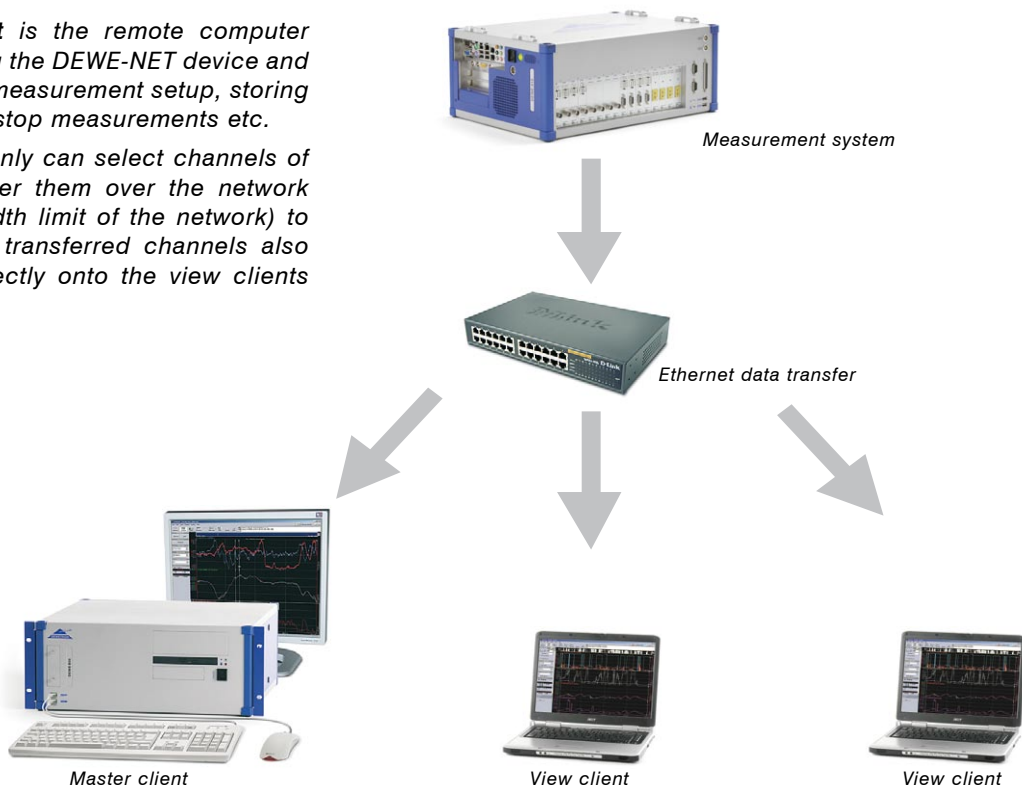 t is the remote computer
the DEWE-NET device and
measurement setup, storing
stop measurements etc.
nly can select channels of
er them over the network
dth limit of the network) to
transferred channels also
ectly onto the view clients
Measurement system
D-Link
Ethernet data transfer
Master client
View client
View client